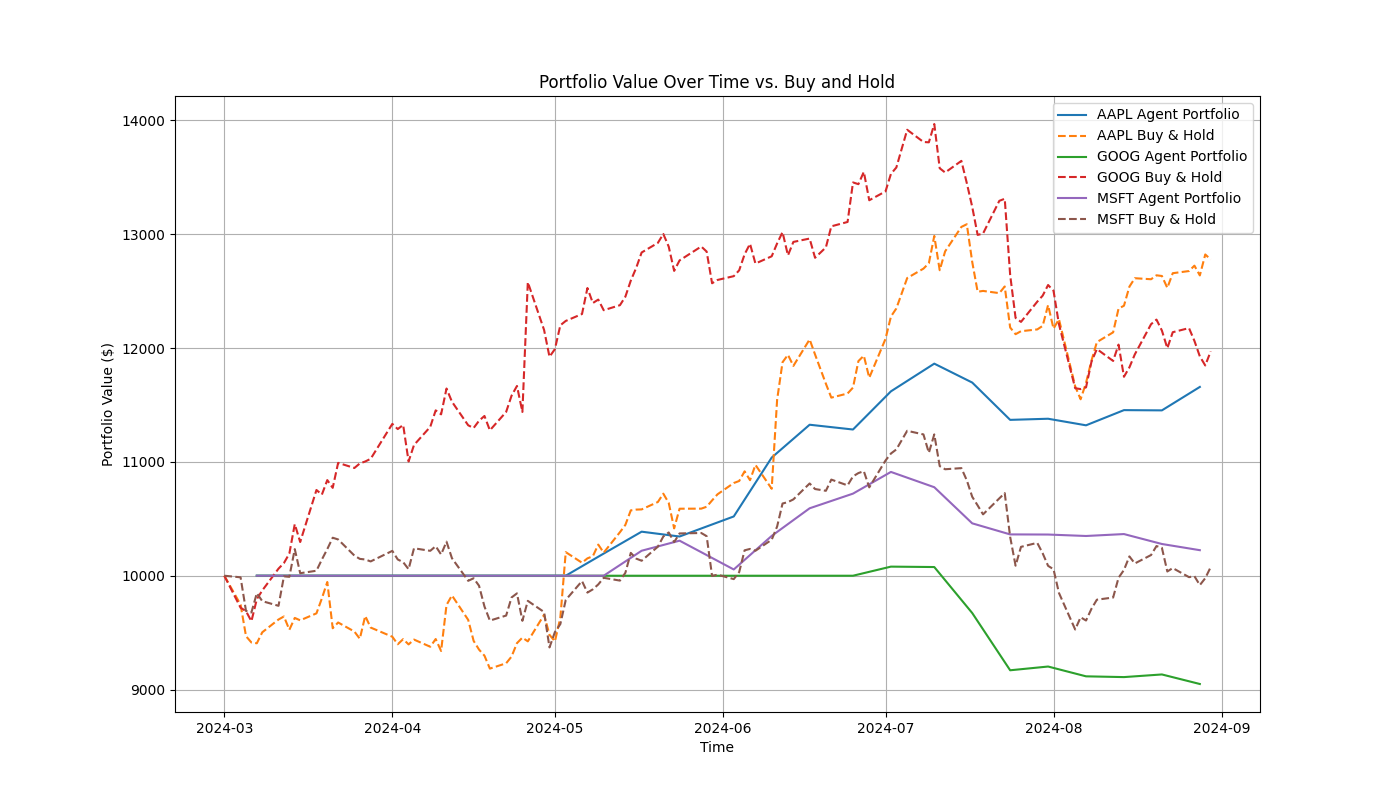 Portfolio Value Over Time vs. Buy and Hold
14000
13000
12000
11000
10000
9000
Portfolio Value ($)
AAPL Agent Portfolio
AAPL Buy & Hold
GOOG Agent Portfolio
GOOG Buy & Hold
MSFT Agent Portfolio
MSFT Buy & Hold
2024-03
2024-04
2024-05
2024-06
2024-07
2024-08
2024-09
Time